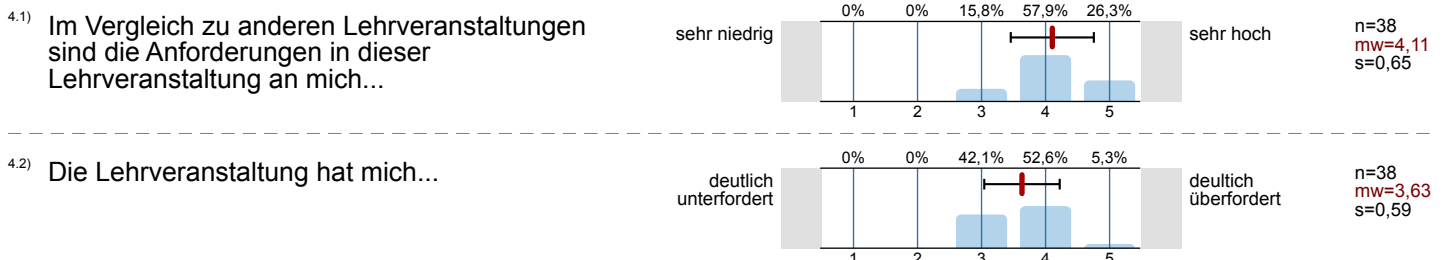 4.1) Im Vergleich zu anderen Lehrveranstaltungen
sind die Anforderungen in dieser
Lehrveranstaltung an mich...
sehr niedrig
0% 0% 15,8% 57,9% 26,3%
1 2 3 4 5
sehr hoch
n=38
mw=4,11
s=0,65
4.2) Die Lehrveranstaltung hat mich...
deutlich
unterfordert
0% 0% 42,1% 52,6% 5,3%
1 2 3 4 5
deultich
überfordert
n=38
mw=3,63
s=0,59